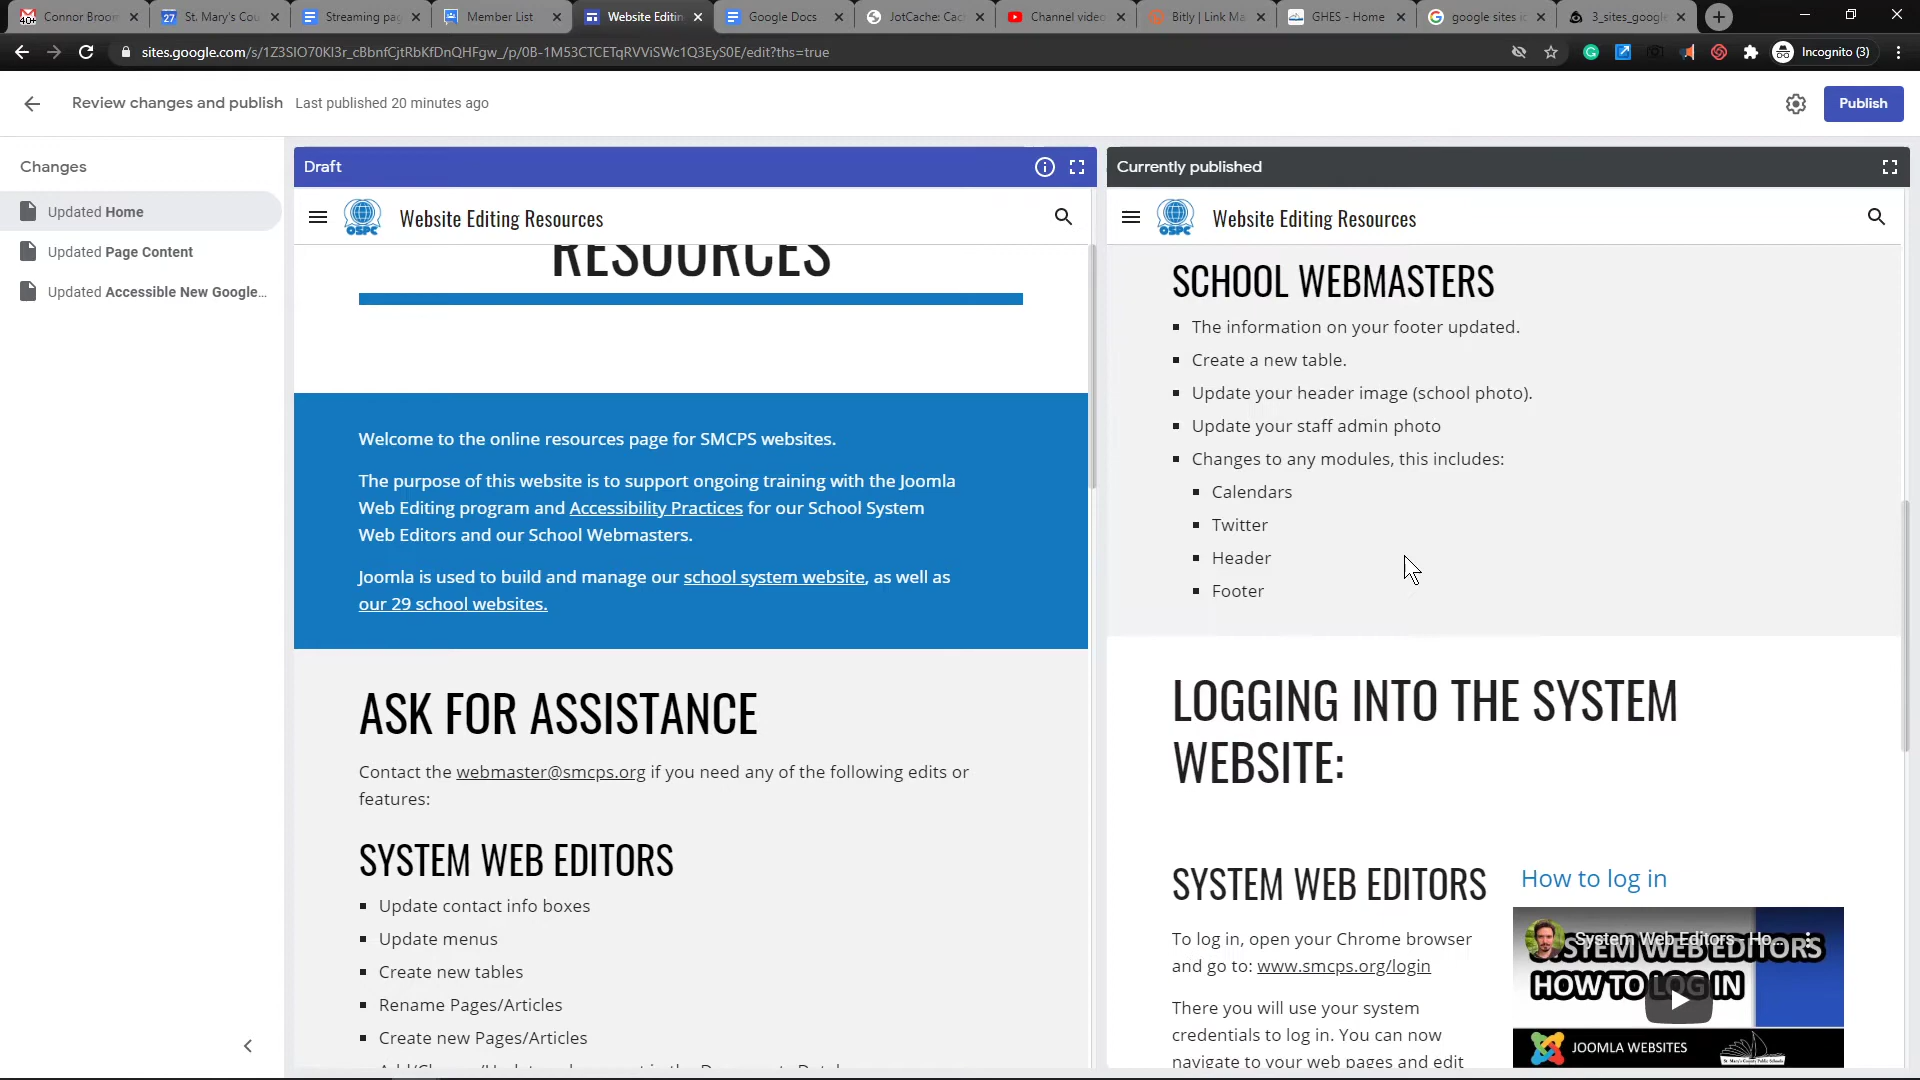 Connor Broom
St. Mary's Cou
Streaming pag
Member List
Website Editin
Google Docs
JotCache: Cac
Channel video
Bitly | Link Ma
GHES - Home
google sites ic
3_sites_google
sites.google.com/s/1Z3SIO70KI3r_cBbnfCjtRbKfDnQHFgw_/p/0B-1M53CTCETqRVViSWc1Q3EyS0E/edit?ths=true
Incognito (3)
Review changes and publish
Last published 20 minutes ago
Publish
Changes
Updated Home
Updated Page Content
Updated Accessible New Google...
Draft
OSPC
Website Editing Resources
RESOURCES
Welcome to the online resources page for SMCPS websites.
The purpose of this website is to support ongoing training with the Joomla
Web Editing program and Accessibility Practices for our School System
Web Editors and our School Webmasters.
Joomla is used to build and manage our school system website, as well as
our 29 school websites.
ASK FOR ASSISTANCE
Contact the webmaster@smcps.org if you need any of the following edits or
features:
SYSTEM WEB EDITORS
Update contact info boxes
Update menus
Create new tables
Rename Pages/Articles
Create new Pages/Articles
Currently published
OSPC
Website Editing Resources
SCHOOL WEBMASTERS
The information on your footer updated.
Create a new table.
Update your header image (school photo).
Update your staff admin photo
Changes to any modules, this includes:
Calendars
Twitter
Header
Footer
LOGGING INTO THE SYSTEM
WEBSITE:
SYSTEM WEB EDITORS
To log in, open your Chrome browser
and go to: www.smcps.org/login
There you will use your system
credentials to log in. You can now
navigate to your web pages and edit
How to log in
System Web Editors - Ho...
SYSTEM WEB EDITORS
HOW TO LOG IN
JOOMLA WEBSITES